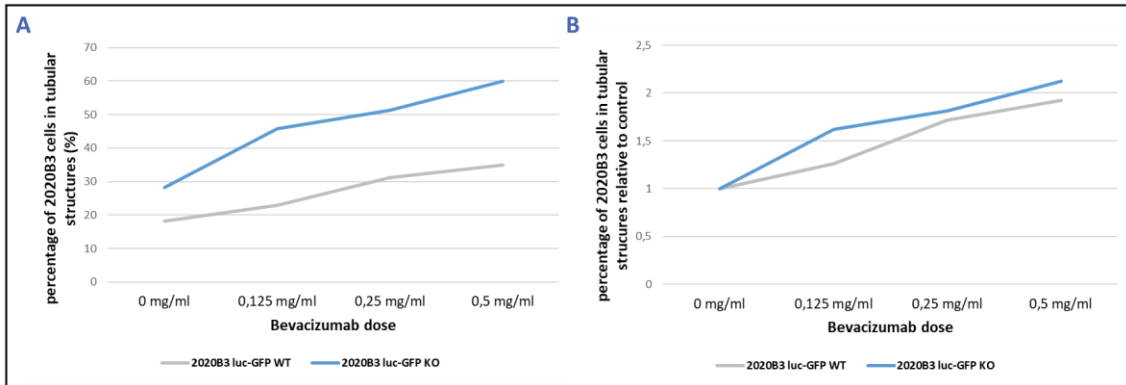 A
percentage of 2020B3 cells in tubular
structures (%)
70
60
50
40
30
20
10
0
0 mg/ml 0,125 mg/ml 0,25 mg/ml 0,5 mg/ml
Bevacizumab dose
2020B3 luc-GFP WT 2020B3 luc-GFP KO
B
percentage of 2020B3 cells in tubular
strucures relative to control
2,5
2
1,5
1
0,5
0
0 mg/ml 0,125 mg/ml 0,25 mg/ml 0,5 mg/ml
Bevacizumab dose
2020B3 luc-GFP WT 2020B3 luc-GFP KO